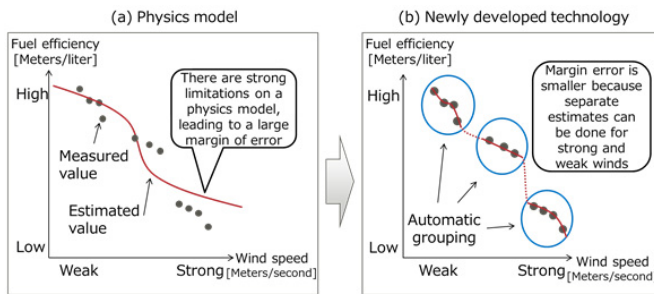 (a) Physics model
Fuel efficiency
[Meters/liter]
High
There are strong
limitations on a
physics model,
leading to a large
margin of error
Measured
value
Estimated
value
Low
Weak
Strong
Wind speed
[Meters/second]
(b) Newly developed technology
Fuel efficiency
[Meters/liter]
High
Margin error is
smaller because
separate
estimates can
be done for
strong and
weak winds
Automatic
grouping
Low
Weak
Strong
Wind speed
[Meters/second]